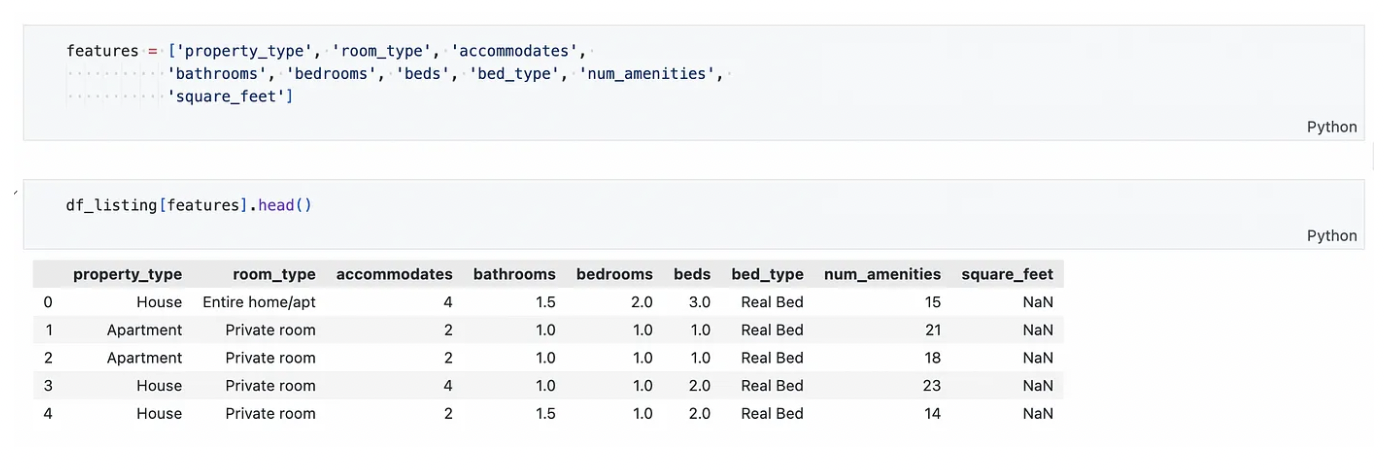 features = ['property_type', 'room_type', 'accommodates',
'bathrooms', 'bedrooms', 'beds', 'bed_type', 'num_amenities',
'square_feet']
Python
df_listing[features].head()
Python
property_type room_type accommodates bathrooms bedrooms beds bed_type num_amenities square_feet
0 House Entire home/apt 4 1.5 2.0 3.0 Real Bed 15 NaN
1 Apartment Private room 2 1.0 1.0 1.0 Real Bed 21 NaN
2 Apartment Private room 2 1.0 1.0 1.0 Real Bed 18 NaN
3 House Private room 4 1.0 1.0 2.0 Real Bed 23 NaN
4 House Private room 2 1.5 1.0 2.0 Real Bed 14 NaN